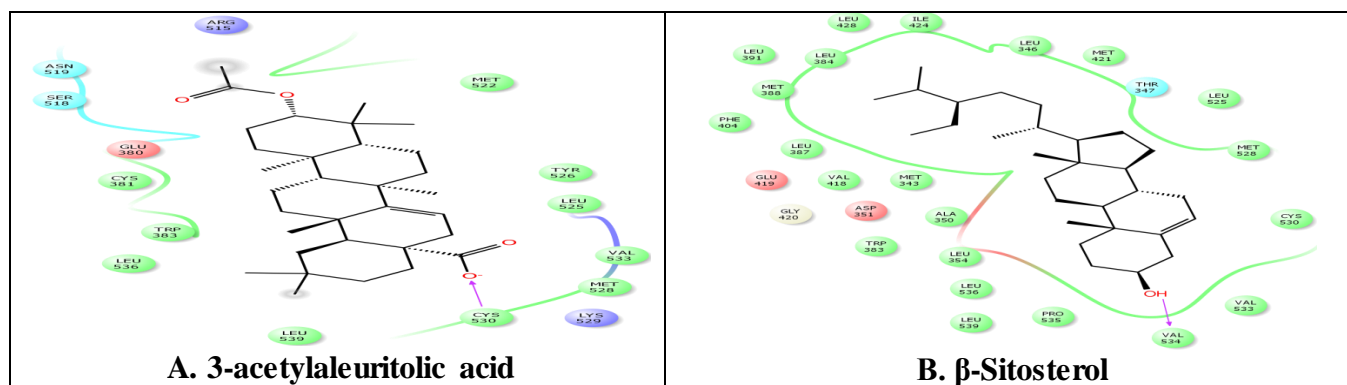 ARG
515
ASN
519
SER
518
MET
522
O
O
GLU
380
CYS
381
TRP
383
LEU
536
TYR
526
LEU
525
VAL
533
MET
528
LYS
529
CYS
530
LEU
539
O
O-
A. 3-acetylaleuritolic acid
LEU
428
ILE
424
LEU
346
MET
421
LEU
391
LEU
384
MET
388
THR
347
LEU
525
PHE
404
LEU
387
MET
528
GLU
419
VAL
418
MET
343
GLY
420
ASP
351
ALA
350
CYS
530
TRP
383
LEU
354
LEU
536
OH
LEU
539
PRO
535
VAL
533
VAL
534
B. β-Sitosterol